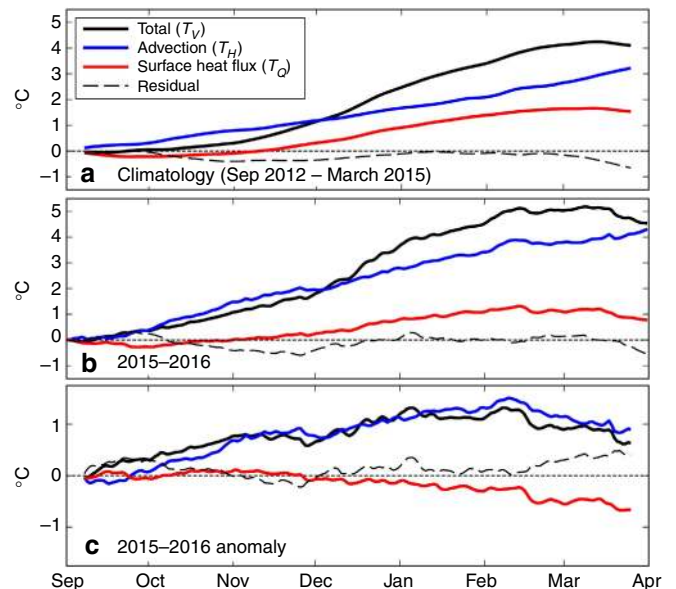 5
Total (T_V)
4
Advection (T_H)
3
Surface heat flux (T_Q)
2
Residual
1
0
−1
°C
a Climatology (Sep 2012 – March 2015)
5
4
3
2
1
0
−1
°C
b 2015–2016
1
0
−1
°C
c 2015–2016 anomaly
Sep Oct Nov Dec Jan Feb Mar Apr